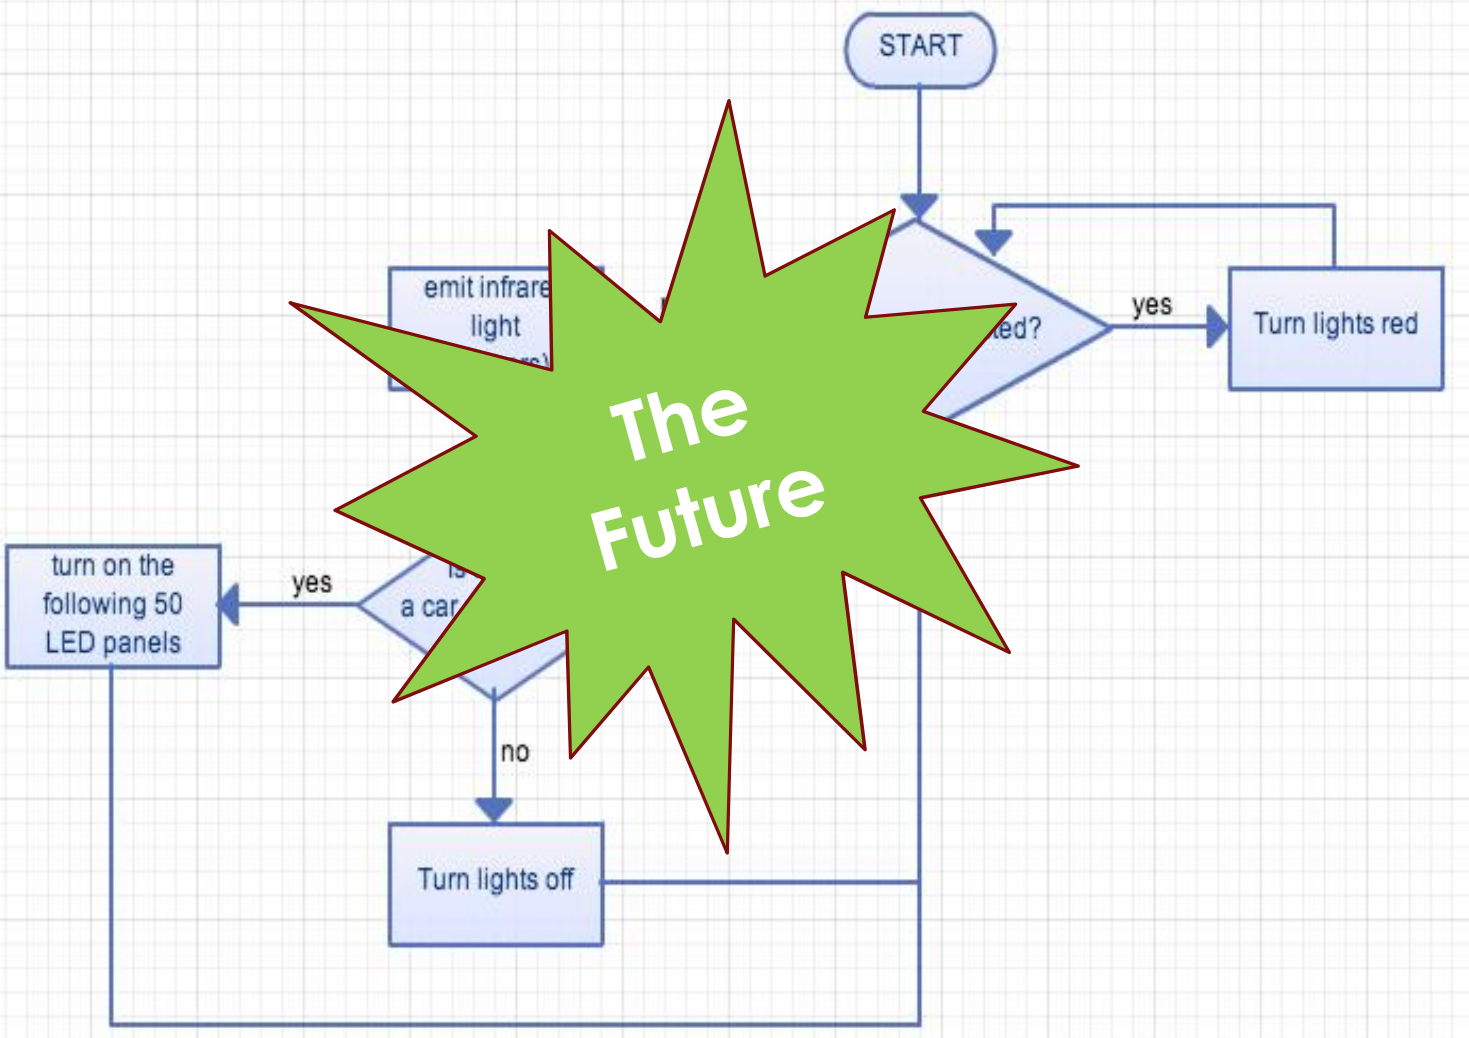 START
emit infrare
light
yes
ted?
Turn lights red
The
Future
turn on the
following 50
LED panels
yes
a car
no
Turn lights off